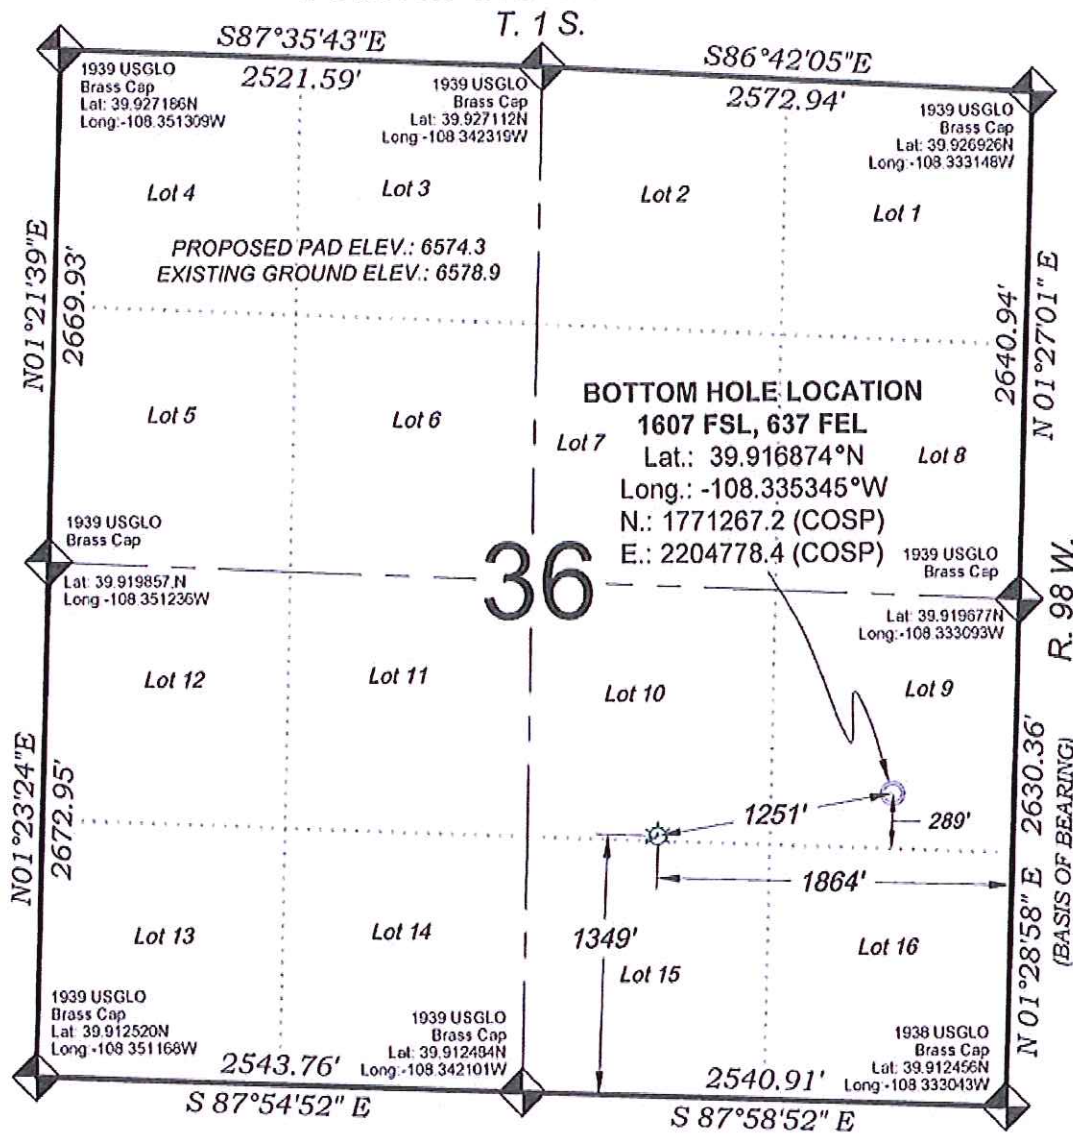 T. 1 S.
S87°35'43"E
2521.59'
S86°42'05"E
2572.94'
1939 USGLO
Brass Cap
Lat: 39.927186N
Long:-108.351309W
1939 USGLO
Brass Cap
Lat: 39.927112N
Long -108 342319W
1939 USGLO
Brass Cap
Lat: 39.926926N
Long:-108.333148W
Lot 4
Lot 3
Lot 2
Lot 1
PROPOSED PAD ELEV.: 6574.3
EXISTING GROUND ELEV.: 6578.9
N01°21'39"E
2669.93'
2640.94'
N 01°27'01" E
BOTTOM HOLE LOCATION
1607 FSL, 637 FEL
Lat.: 39.916874°N
Long.: -108.335345°W
N.: 1771267.2 (COSP)
E.: 2204778.4 (COSP)
Lot 5
Lot 6
Lot 7
Lot 8
1939 USGLO
Brass Cap
Lat: 39.919857,N
Long -108.351236W
36
1939 USGLO
Brass Cap
Lat: 39.919677N
Long:-108 333093W
R. 98 W.
Lot 12
Lot 11
Lot 10
Lot 9
N01°23'24"E
2672.95'
1251'
289'
1864'
1349'
2630.36'
N 01°28'58" E
(BASIS OF BEARING)
Lot 13
Lot 14
Lot 15
Lot 16
1939 USGLO
Brass Cap
Lat: 39.912520N
Long:-108 351168W
1939 USGLO
Brass Cap
Lat: 39.912484N
Long:-108.342101W
1938 USGLO
Brass Cap
Lat: 39.912456N
Long:-108 333043W
2543.76'
S 87°54'52" E
2540.91'
S 87°58'52" E